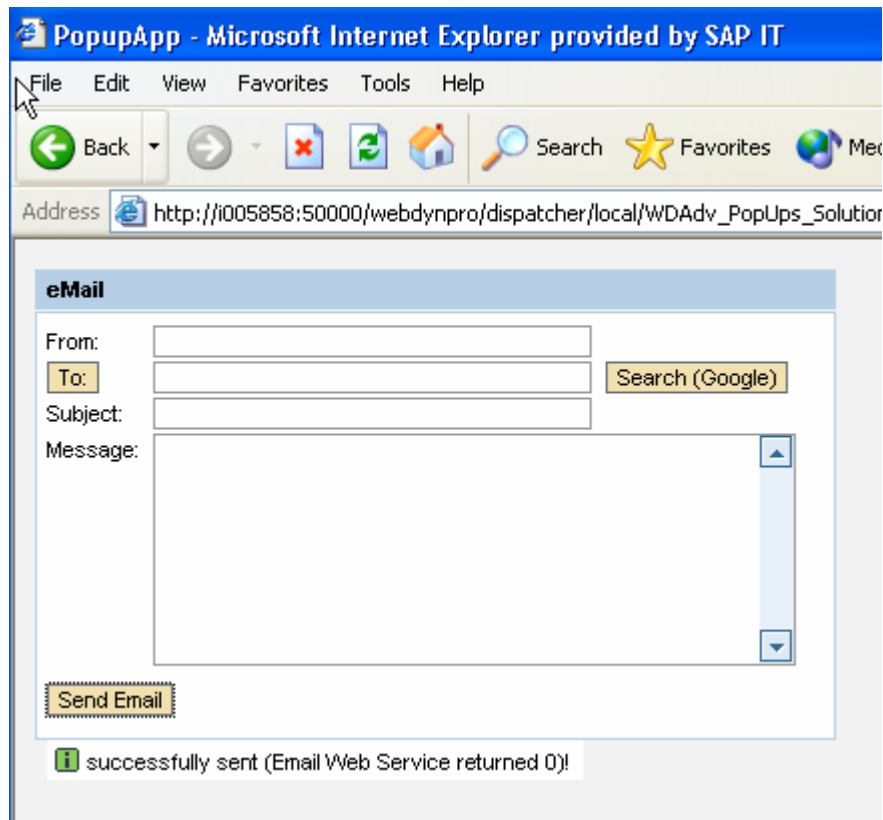 PopupApp - Microsoft Internet Explorer provided by SAP IT
File Edit View Favorites Tools Help
Back Search Favorites
Address http://i005858:50000/webdynpro/dispatcher/local/WDAdv_PopUps_Solution
eMail
From:
To: Search (Google)
Subject:
Message:
Send Email
successfully sent (Email Web Service returned 0)!